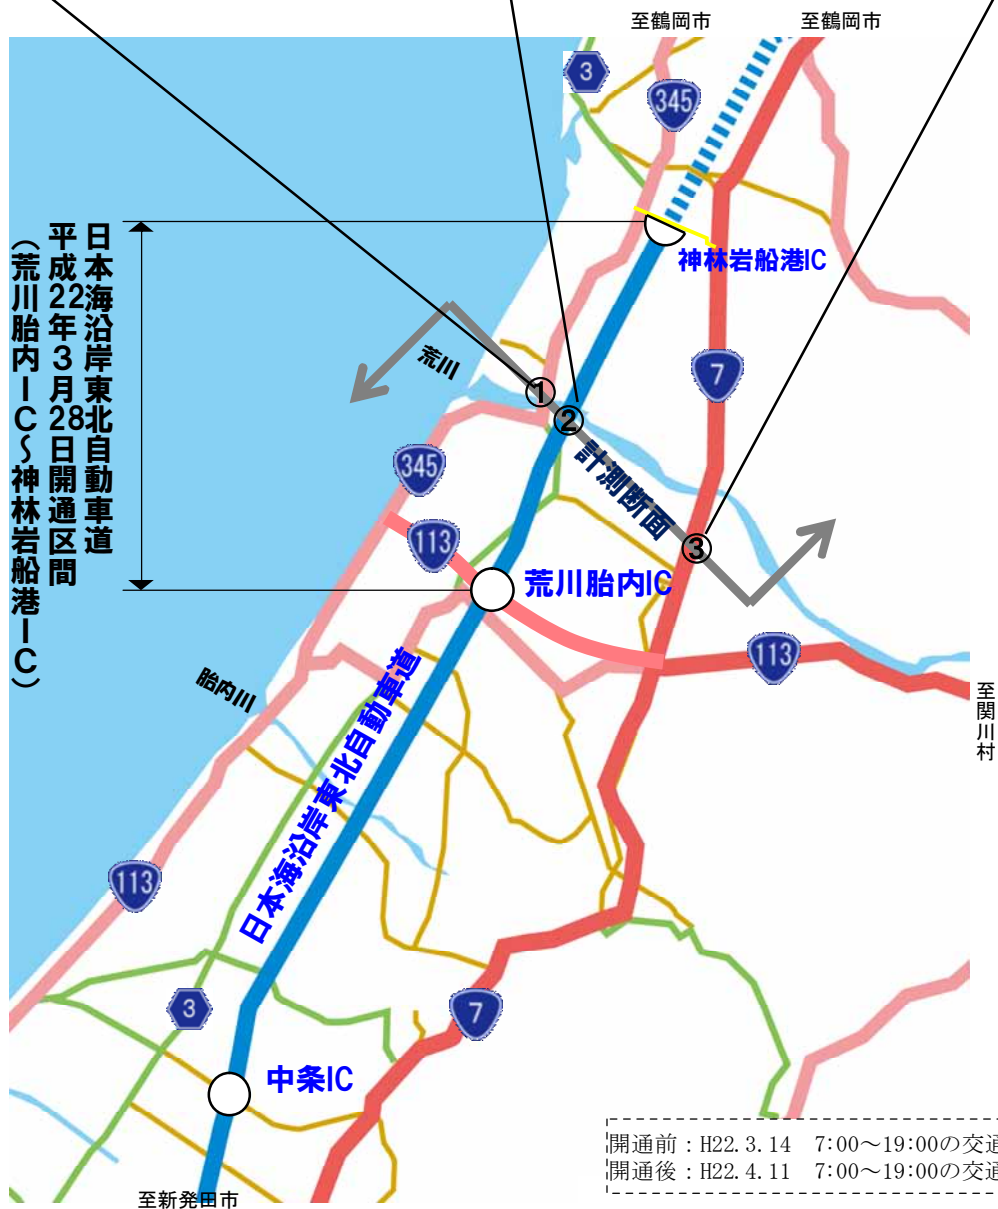 至鶴岡市
至鶴岡市
3
345
神林岩船港IC
日本海沿岸東北自動車道
平成22年3月28日開通区間
(荒川胎内IC～神林岩船港IC)
荒川
7
①
②
345
計測断面
113
③
荒川胎内IC
113
胎内川
至関川村
日本海沿岸東北自動車道
113
3
7
中条IC
開通前：H22.3.14　7:00～19:00の交通
開通後：H22.4.11　7:00～19:00の交通
至新発田市